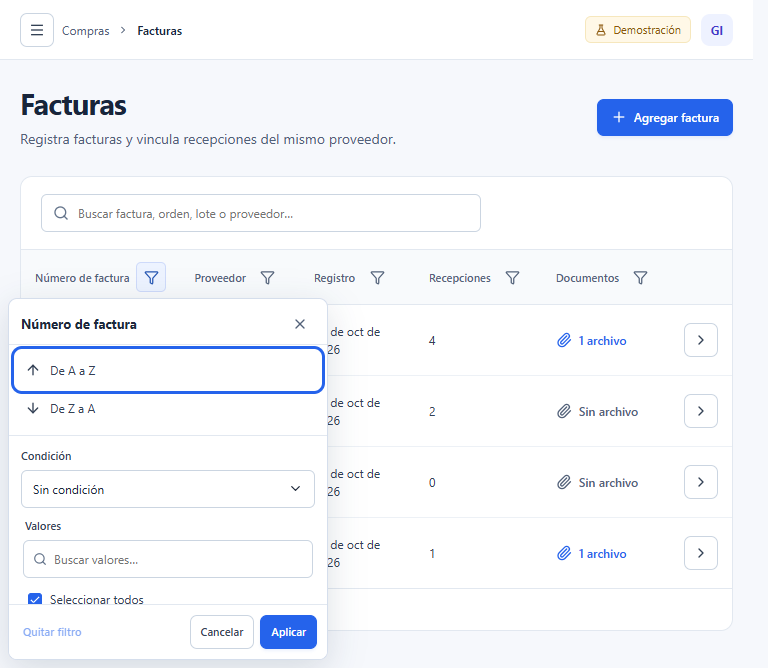 Compras > Facturas
Demostración
GI
Facturas
Registra facturas y vincula recepciones del mismo proveedor.
Agregar factura
Buscar factura, orden, lote o proveedor...
Número de factura Proveedor Registro Recepciones Documentos
Número de factura
De A a Z
De Z a A
Condición
Sin condición
Valores
Buscar valores...
Seleccionar todos
Quitar filtro Cancelar Aplicar
de oct de
26
4
1 archivo
de oct de
26
2
Sin archivo
de oct de
26
0
Sin archivo
de oct de
26
1
1 archivo